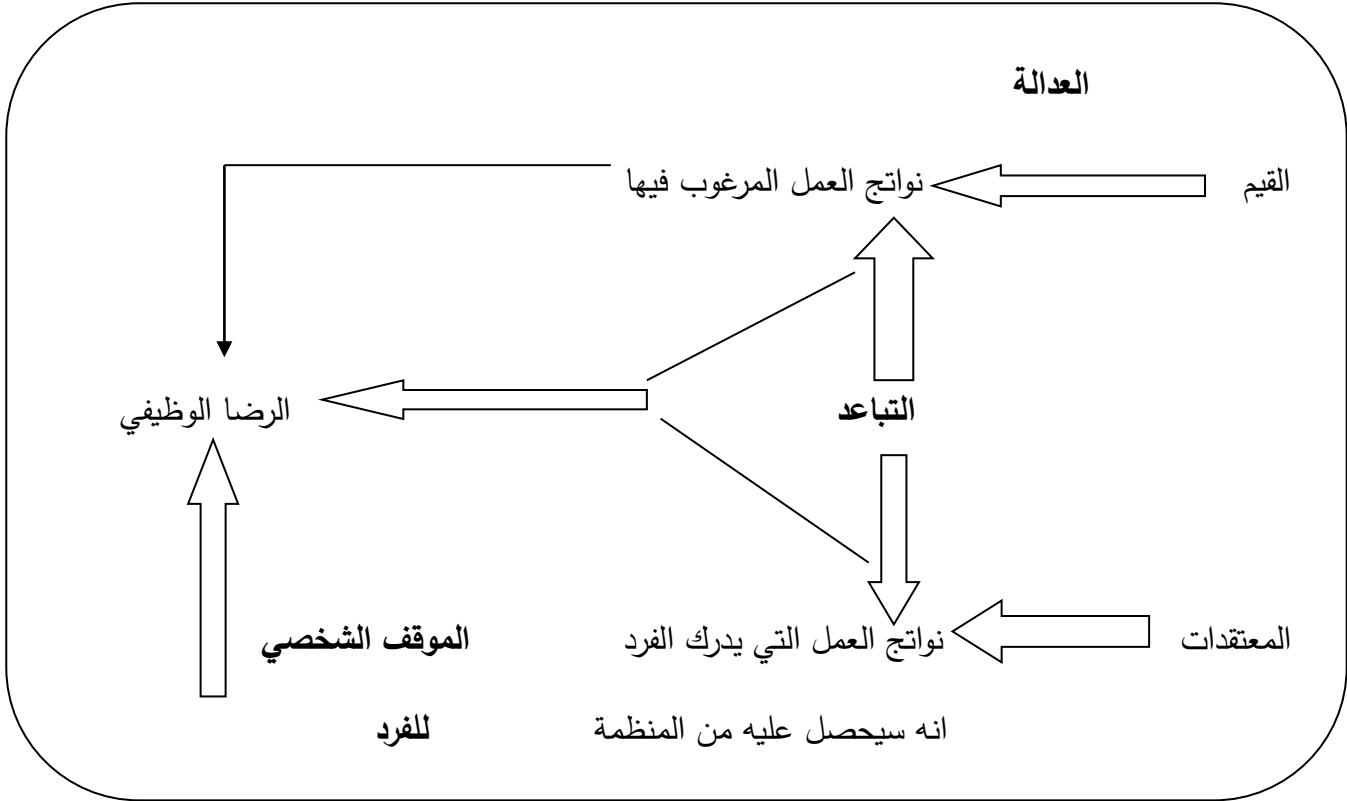 العدالة
القيم
نواتج العمل المرغوب فيها
التباعد
الرضا الوظيفي
المعتقدات
نواتج العمل التي يدرك الفرد
انه سيحصل عليه من المنظمة
الموقف الشخصي
للفرد